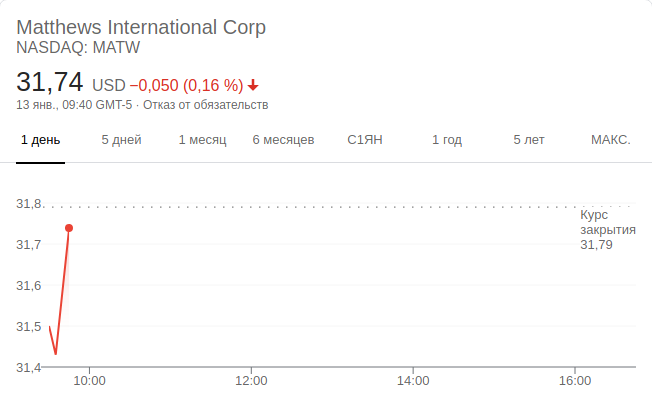 Matthews International Corp
NASDAQ: MATW
31,74 USD −0,050 (0,16 %)
13 янв., 09:40 GMT-5 · Отказ от обязательств
1 день 5 дней 1 месяц 6 месяцев С1ЯН 1 год 5 лет МАКС.
31,8
Курс
закрытия
31,79
31,7
31,6
31,5
31,4
10:00 12:00 14:00 16:00